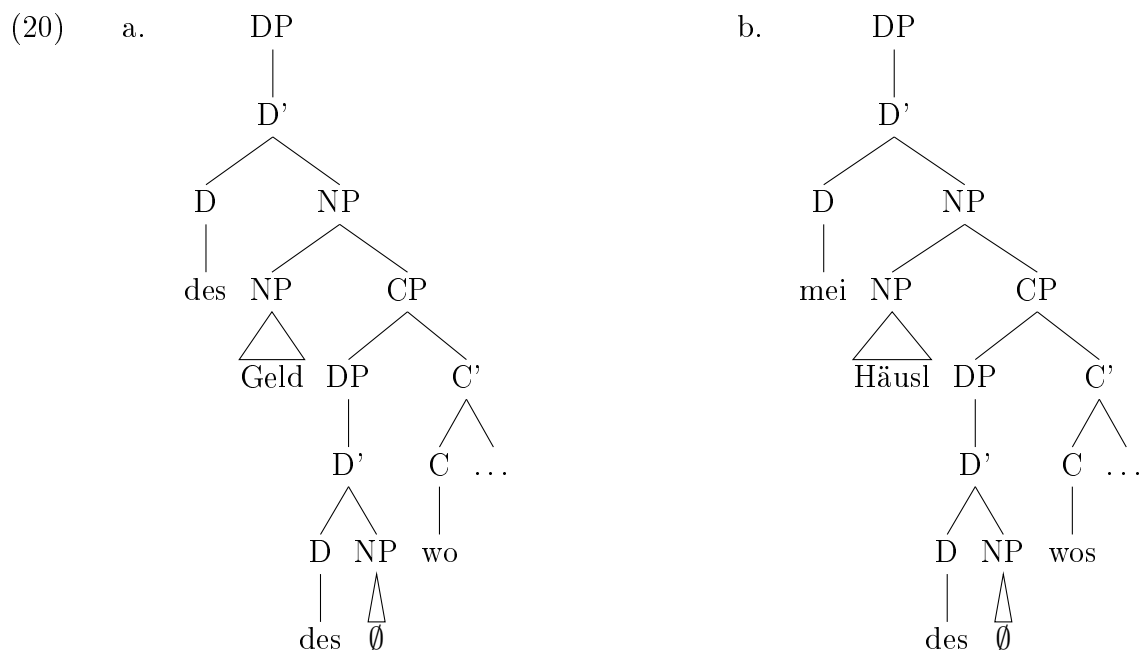 (20) a. DP b. DP
D' D'
D NP D NP
des NP CP mei NP CP
Geld DP C' Häusl DP C'
D' C ... D' C ...
D NP wo D NP wos
des ∅ des ∅